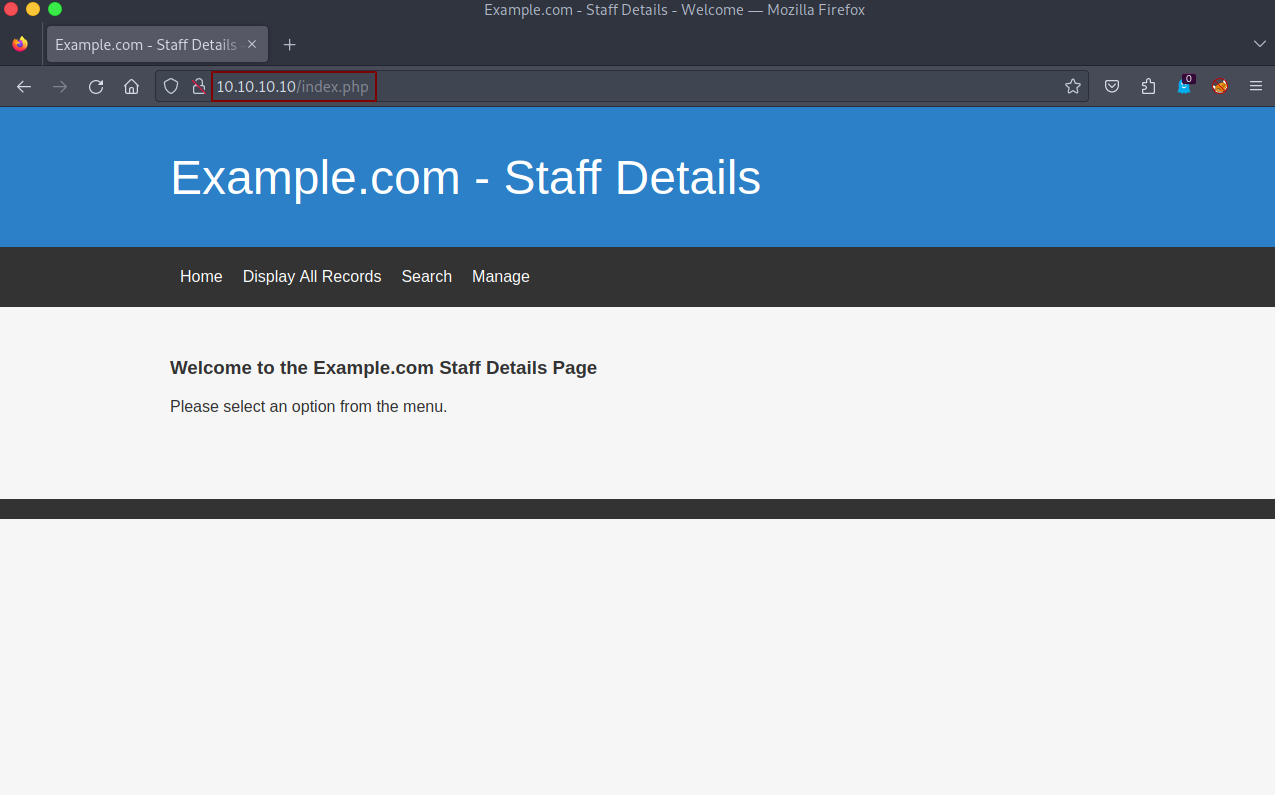 Example.com - Staff Details - Welcome — Mozilla Firefox
Example.com - Staff Details
10.10.10.10/index.php
0
Example.com - Staff Details
Home Display All Records Search Manage
Welcome to the Example.com Staff Details Page
Please select an option from the menu.